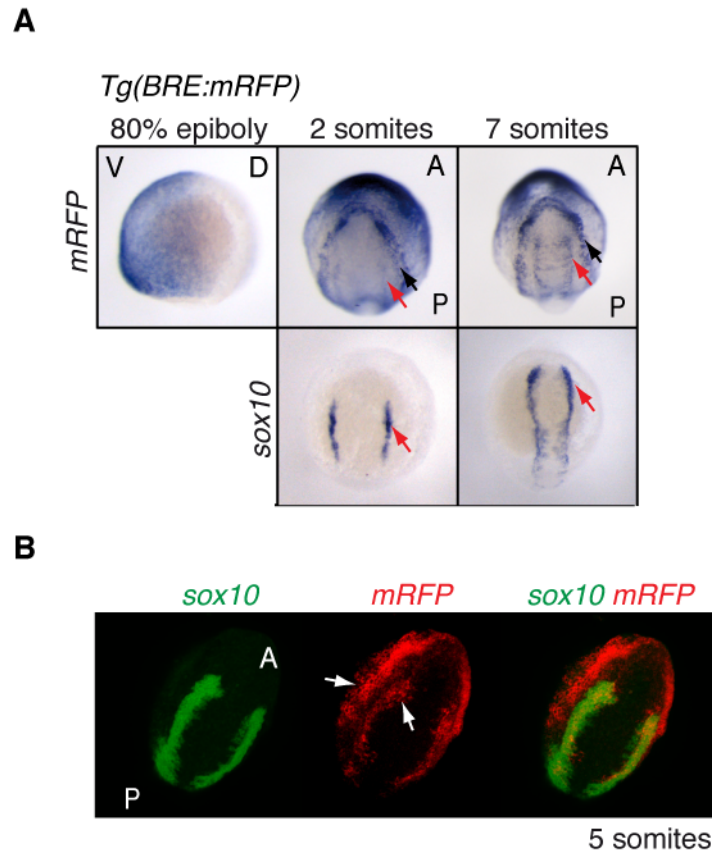 A
Tg(BRE:mRFP)
80% epiboly 2 somites 7 somites
mRFP
V D A A
P P
sox10
B
sox10 mRFP sox10 mRFP
A
P
5 somites